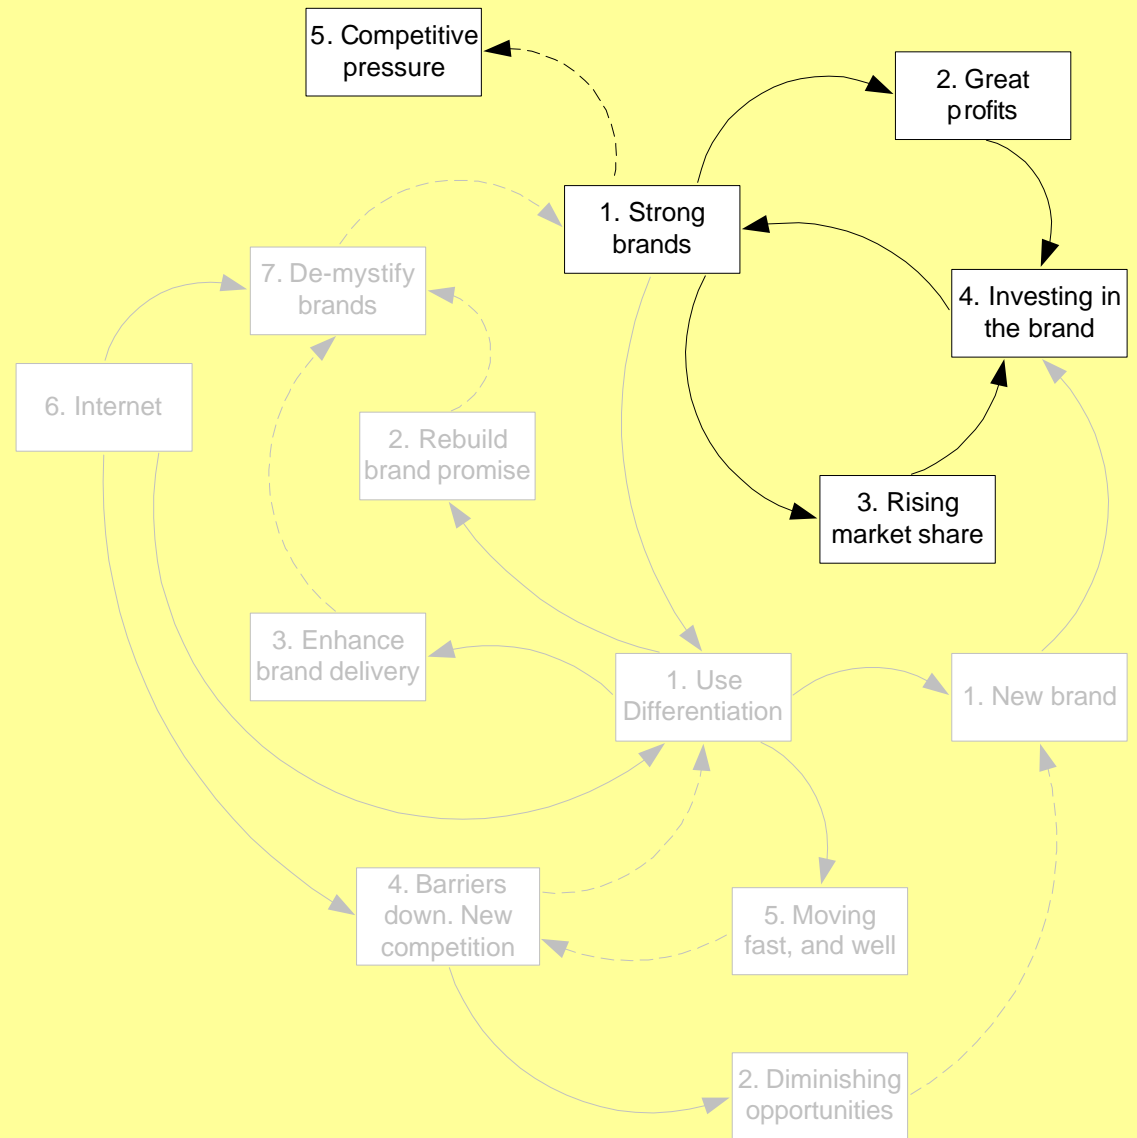 5. Competitive
pressure
2. Great
profits
1. Strong
brands
7. De-mystify
brands
4. Investing in
the brand
6. Internet
2. Rebuild
brand promise
3. Rising
market share
3. Enhance
brand delivery
1. Use
Differentiation
1. New brand
4. Barriers
down. New
competition
5. Moving
fast, and well
2. Diminishing
opportunities